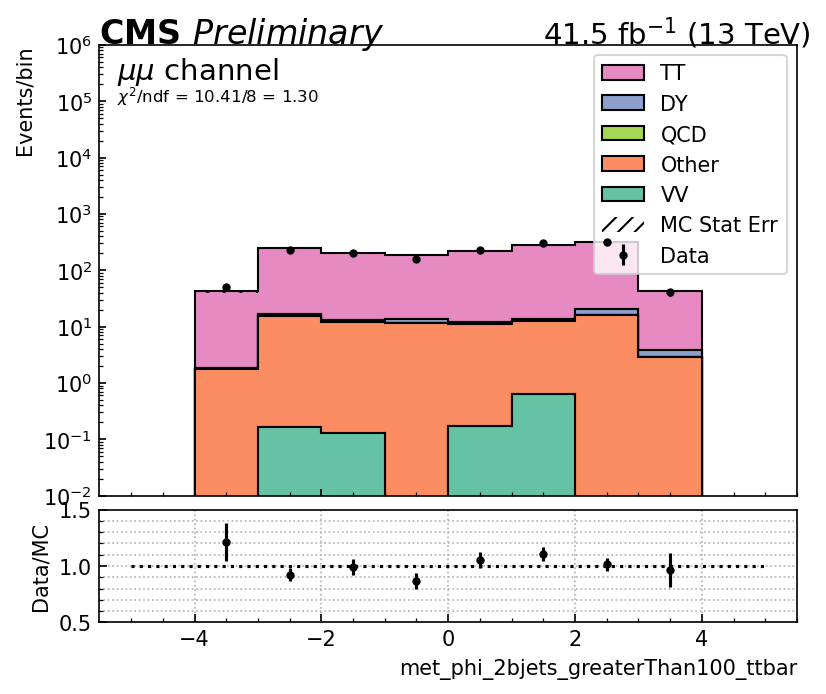 CMS Preliminary 41.5 fb⁻¹ (13 TeV)
Events/bin
10⁶
10⁵
10⁴
10³
10²
10¹
10⁰
10⁻¹
10⁻²
μμ channel
χ²/ndf = 10.41/8 = 1.30
TT
DY
QCD
Other
VV
MC Stat Err
Data
Data/MC
1.5
1.0
0.5
−4 −2 0 2 4
met_phi_2bjets_greaterThan100_ttbar